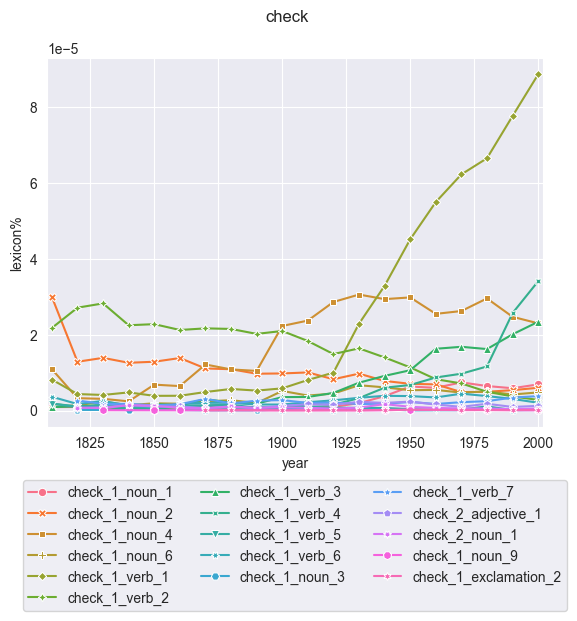 check
1e−5
8
6
4
2
0
lexicon%
1825 1850 1875 1900 1925 1950 1975 2000
year
check_1_noun_1 check_1_verb_3 check_1_verb_7
check_1_noun_2 check_1_verb_4 check_2_adjective_1
check_1_noun_4 check_1_verb_5 check_2_noun_1
check_1_noun_6 check_1_verb_6 check_1_noun_9
check_1_verb_1 check_1_noun_3 check_1_exclamation_2
check_1_verb_2